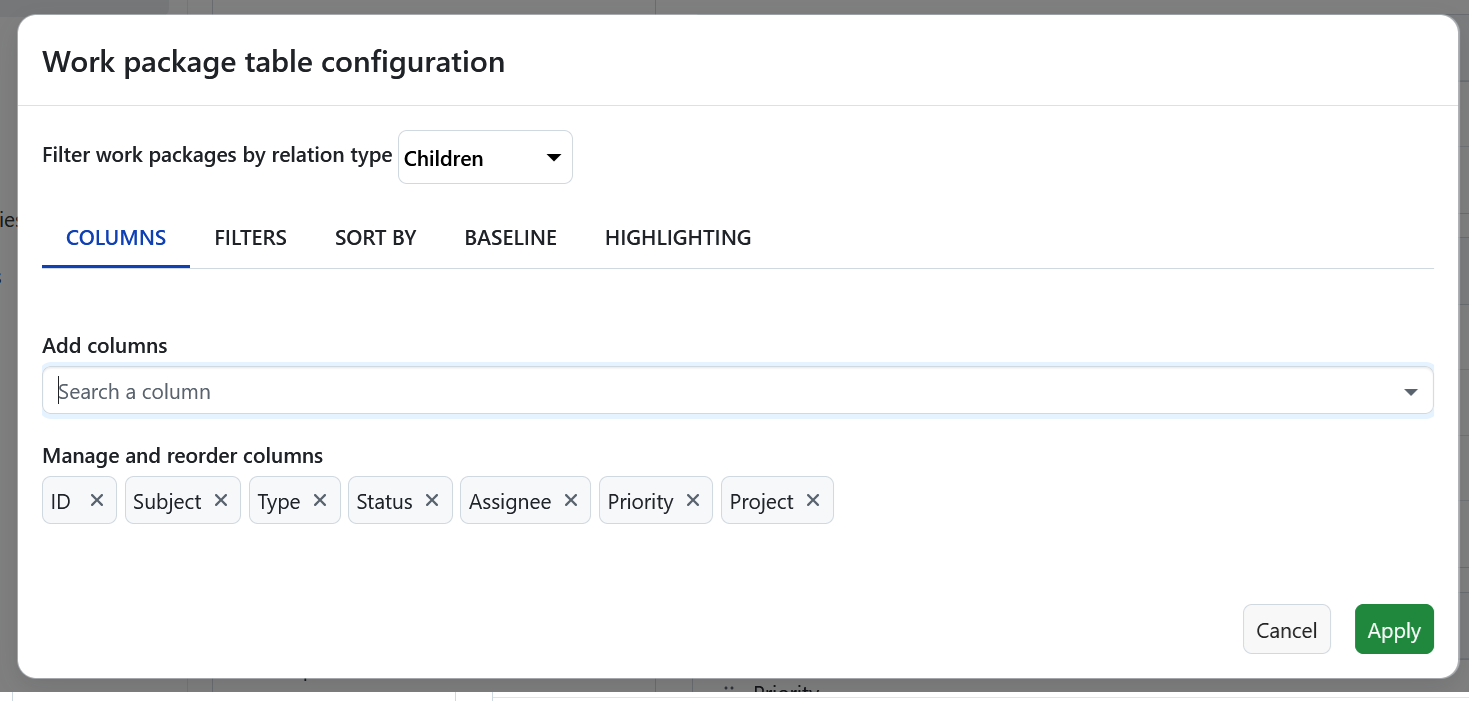 Work package table configuration
Filter work packages by relation type Children
COLUMNS FILTERS SORT BY BASELINE HIGHLIGHTING
Add columns
Search a column
Manage and reorder columns
ID Subject Type Status Assignee Priority Project
Cancel Apply
Priority